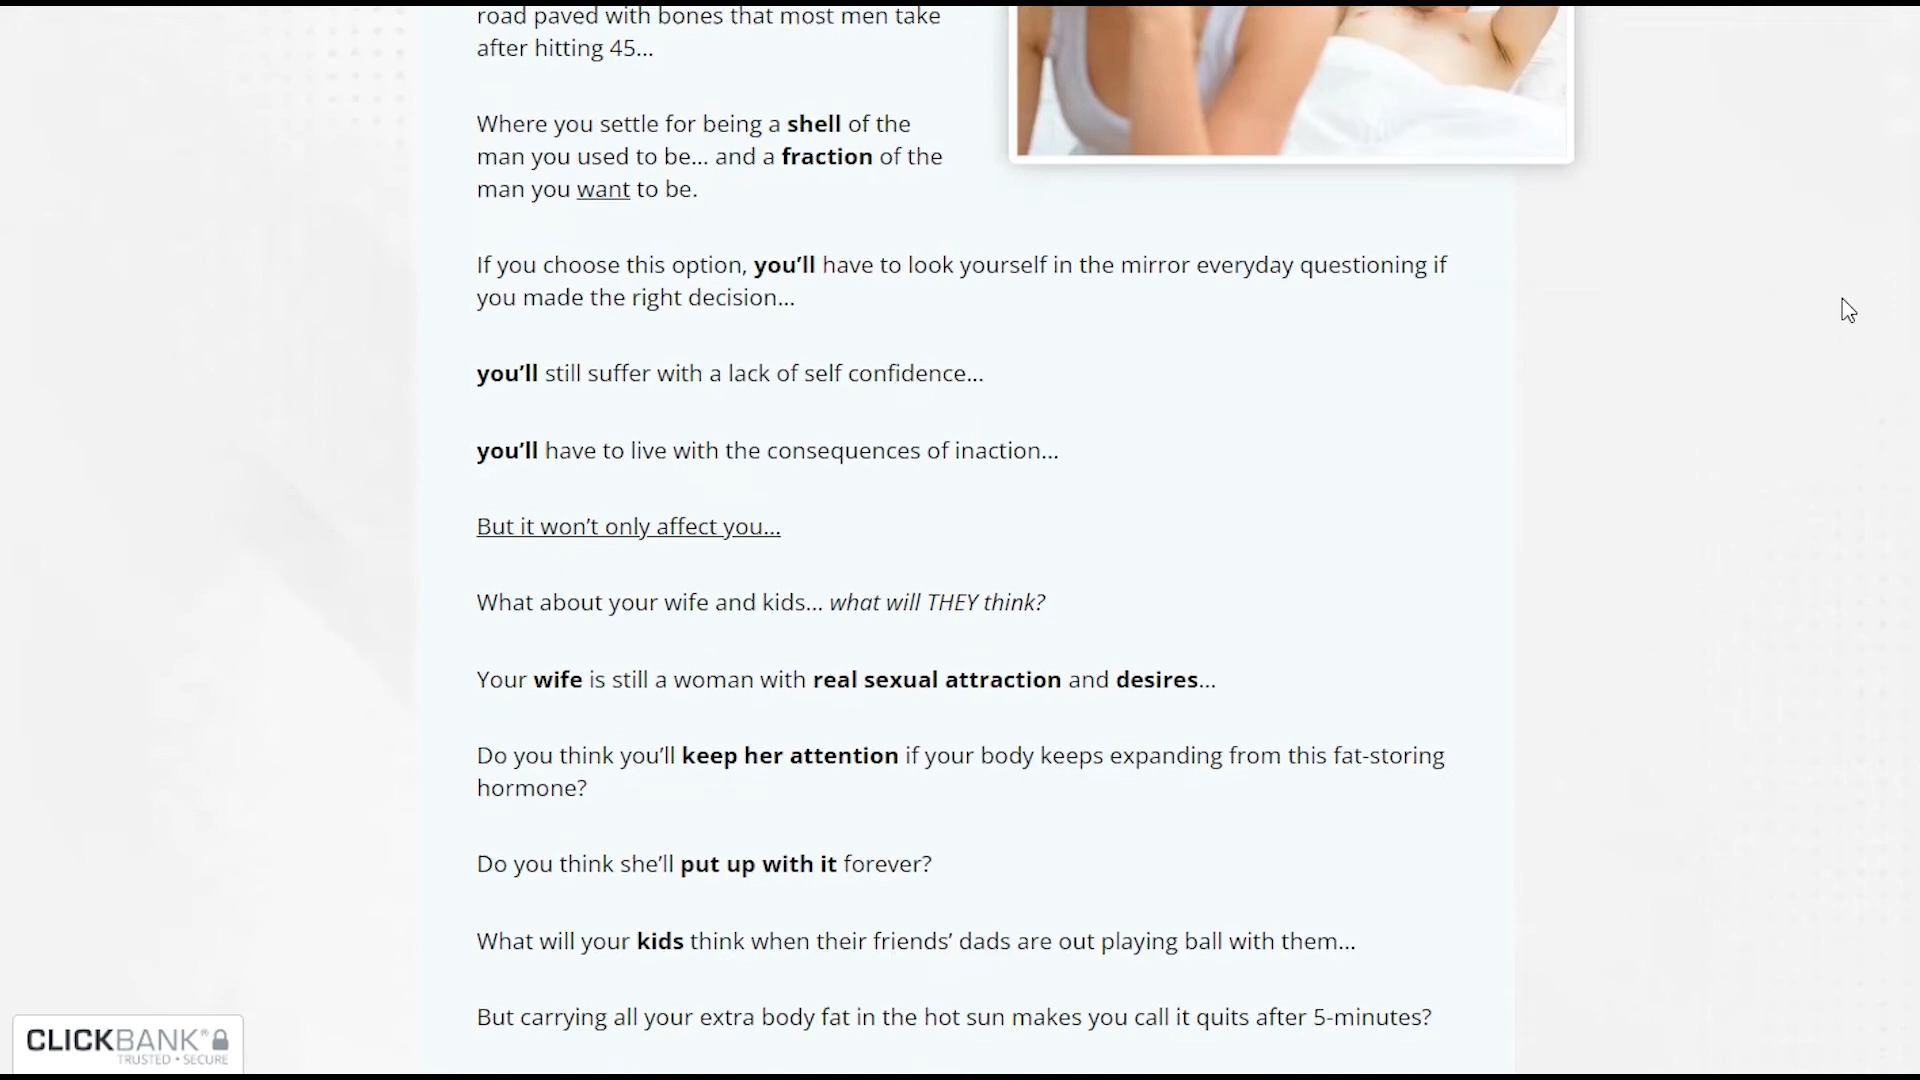 road paved with bones that most men take
after hitting 45...
Where you settle for being a shell of the
man you used to be... and a fraction of the
man you want to be.
If you choose this option, you’ll have to look yourself in the mirror everyday questioning if
you made the right decision...
you’ll still suffer with a lack of self confidence...
you’ll have to live with the consequences of inaction...
But it won’t only affect you...
What about your wife and kids... what will THEY think?
Your wife is still a woman with real sexual attraction and desires...
Do you think you’ll keep her attention if your body keeps expanding from this fat-storing
hormone?
Do you think she’ll put up with it forever?
What will your kids think when their friends’ dads are out playing ball with them...
But carrying all your extra body fat in the hot sun makes you call it quits after 5-minutes?
CLICKBANK®
TRUSTED • SECURE